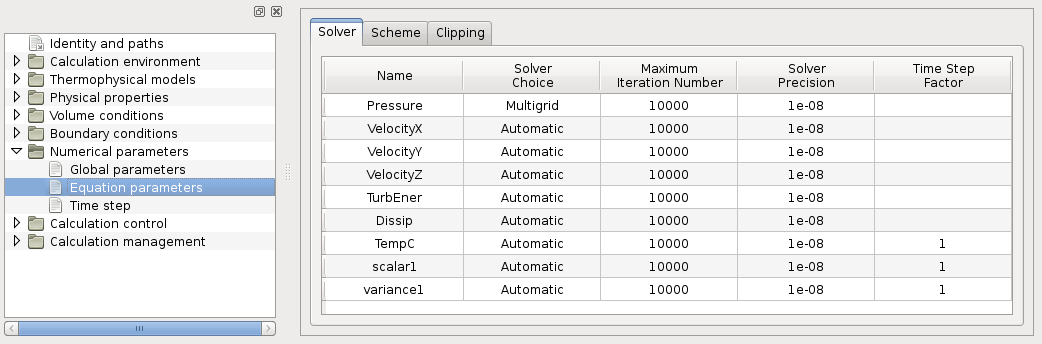 Identity and paths
Calculation environment
Thermophysical models
Physical properties
Volume conditions
Boundary conditions
Numerical parameters
Global parameters
Equation parameters
Time step
Calculation control
Calculation management
Solver Scheme Clipping
Name Solver Choice Maximum Iteration Number Solver Precision Time Step Factor
Pressure Multigrid 10000 1e-08
VelocityX Automatic 10000 1e-08
VelocityY Automatic 10000 1e-08
VelocityZ Automatic 10000 1e-08
TurbEner Automatic 10000 1e-08
Dissip Automatic 10000 1e-08
TempC Automatic 10000 1e-08 1
scalar1 Automatic 10000 1e-08 1
variance1 Automatic 10000 1e-08 1